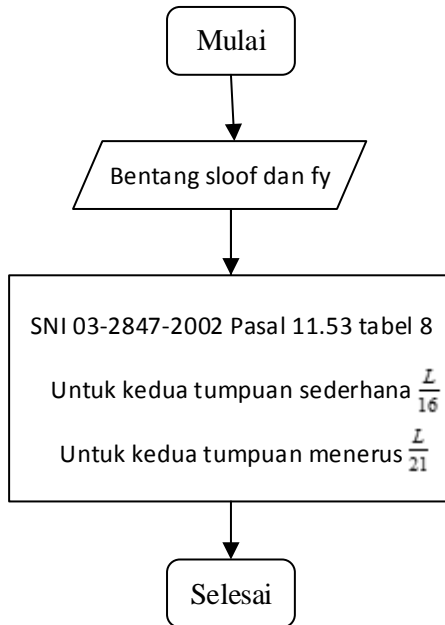 Mulai
Bentang sloof dan fy
SNI 03-2847-2002 Pasal 11.53 tabel 8
Untuk kedua tumpuan sederhana L/16
Untuk kedua tumpuan menerus L/21
Selesai